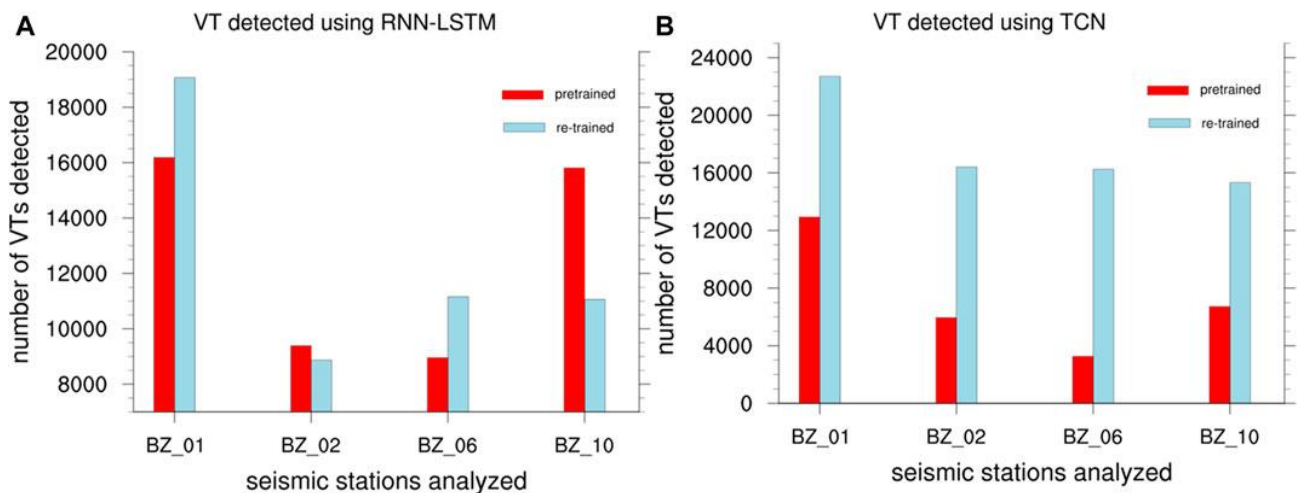 A
VT detected using RNN-LSTM
number of VTs detected
20000
18000
16000
14000
12000
10000
8000
pretrained
re-trained
BZ_01 BZ_02 BZ_06 BZ_10
seismic stations analyzed
B
VT detected using TCN
number of VTs detected
24000
20000
16000
12000
8000
4000
0
pretrained
re-trained
BZ_01 BZ_02 BZ_06 BZ_10
seismic stations analyzed